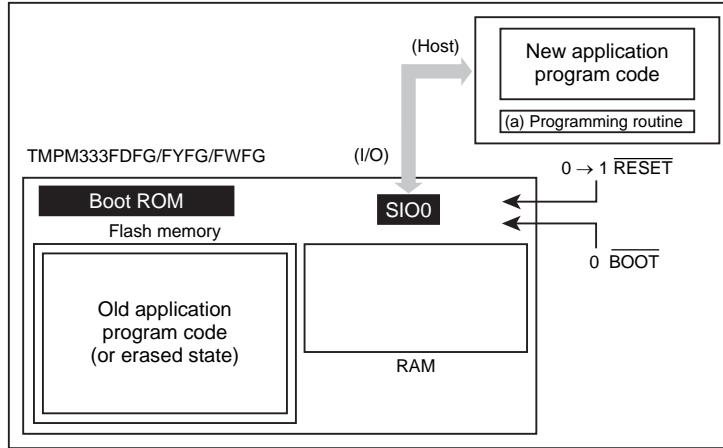 (Host)
New application
program code
(a) Programming routine
TMPM333FDFG/FYFG/FWFG
(I/O)
0 → 1 RESET
Boot ROM
SIO0
Flash memory
0 BOOT
Old application
program code
(or erased state)
RAM